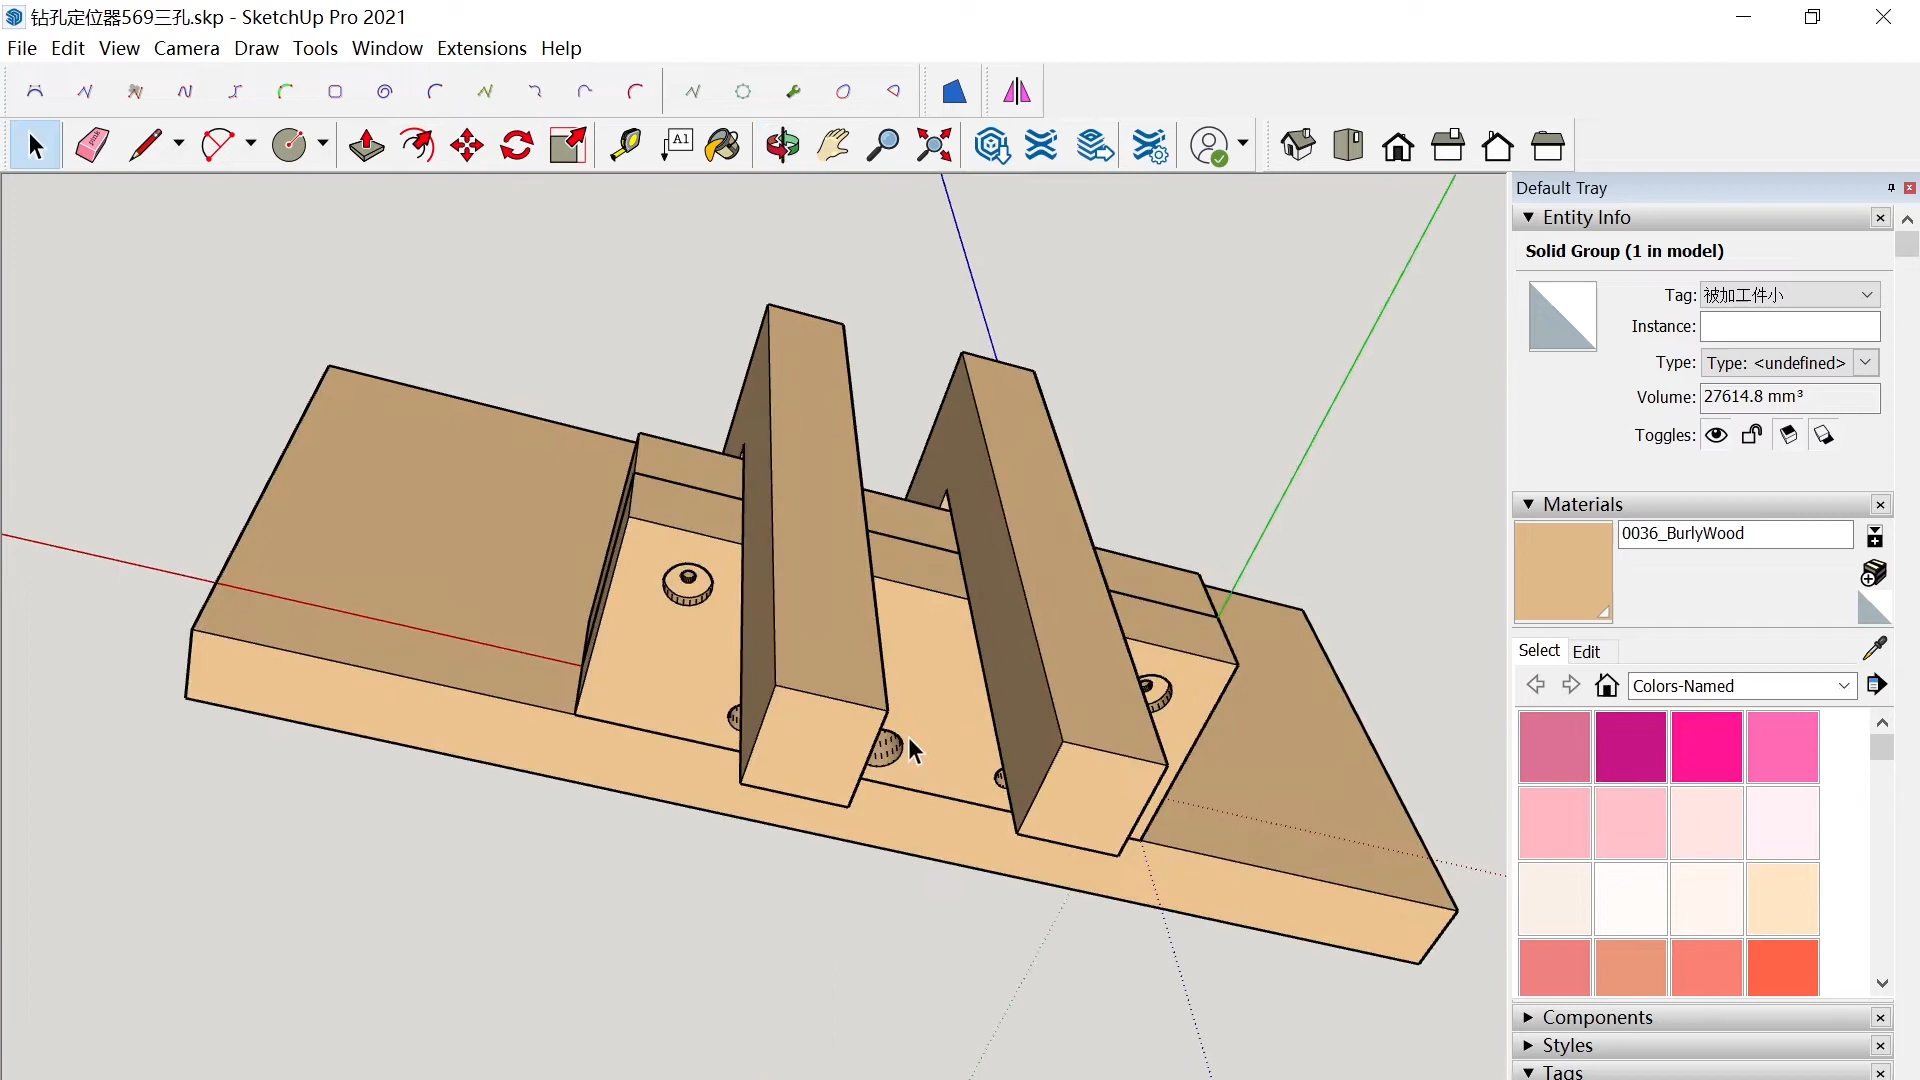 钻孔定位器569三孔.skp - SketchUp Pro 2021
File Edit View Camera Draw Tools Window Extensions Help
A1
Default Tray
Entity Info
Solid Group (1 in model)
Tag: 被加工件小
Instance:
Type: Type: <undefined>
Volume: 27614.8 mm³
Toggles:
Materials
0036_BurlyWood
Select Edit
Colors-Named
Components
Styles
Tags